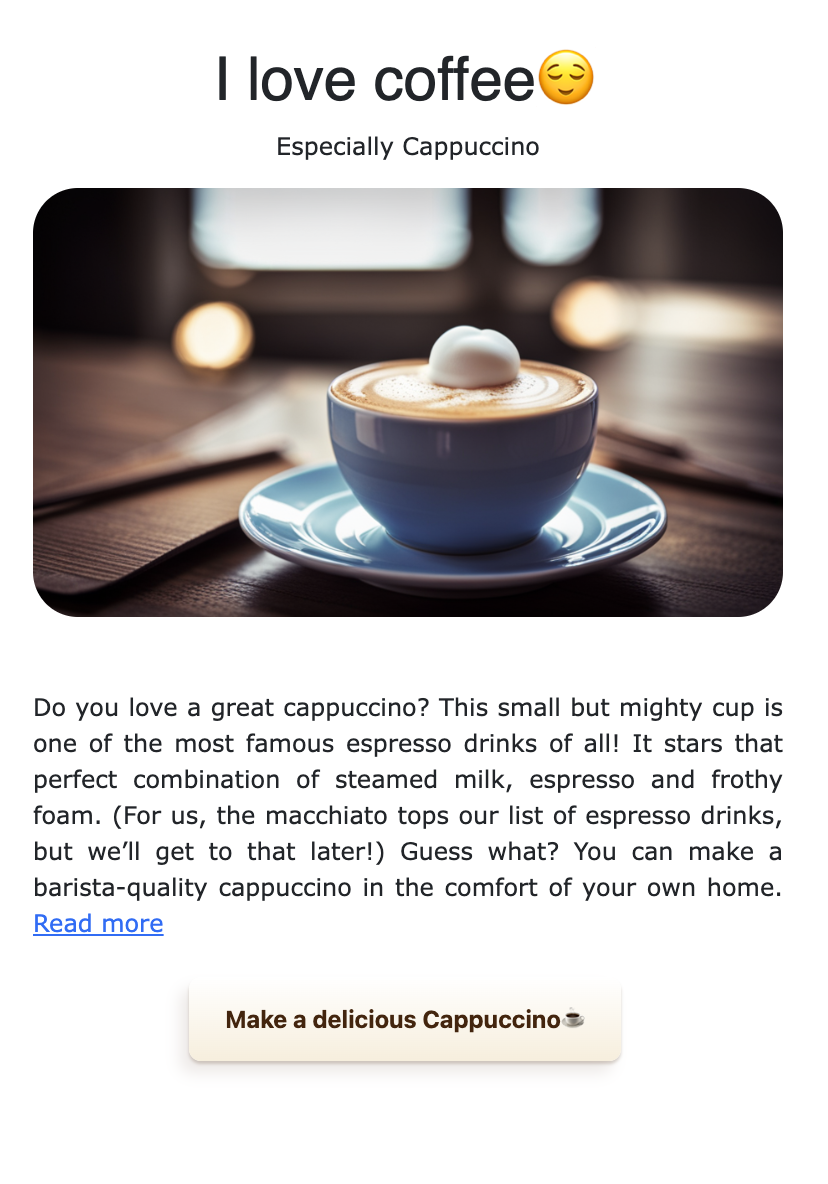 I love coffee😌
Especially Cappuccino
Do you love a great cappuccino? This small but mighty cup is
one of the most famous espresso drinks of all! It stars that
perfect combination of steamed milk, espresso and frothy
foam. (For us, the macchiato tops our list of espresso drinks,
but we’ll get to that later!) Guess what? You can make a
barista-quality cappuccino in the comfort of your own home.
Read more
Make a delicious Cappuccino☕